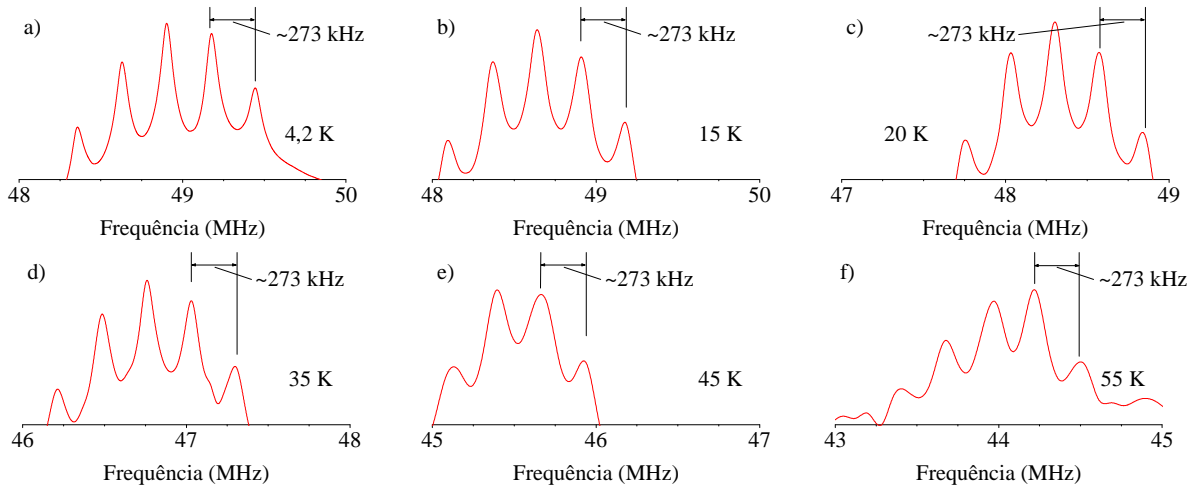 a)
~273 kHz
4,2 K
48 49 50
Frequência (MHz)
b)
~273 kHz
15 K
48 49 50
Frequência (MHz)
c)
~273 kHz
20 K
47 48 49
Frequência (MHz)
d)
~273 kHz
35 K
46 47 48
Frequência (MHz)
e)
~273 kHz
45 K
45 46 47
Frequência (MHz)
f)
~273 kHz
55 K
43 44 45
Frequência (MHz)